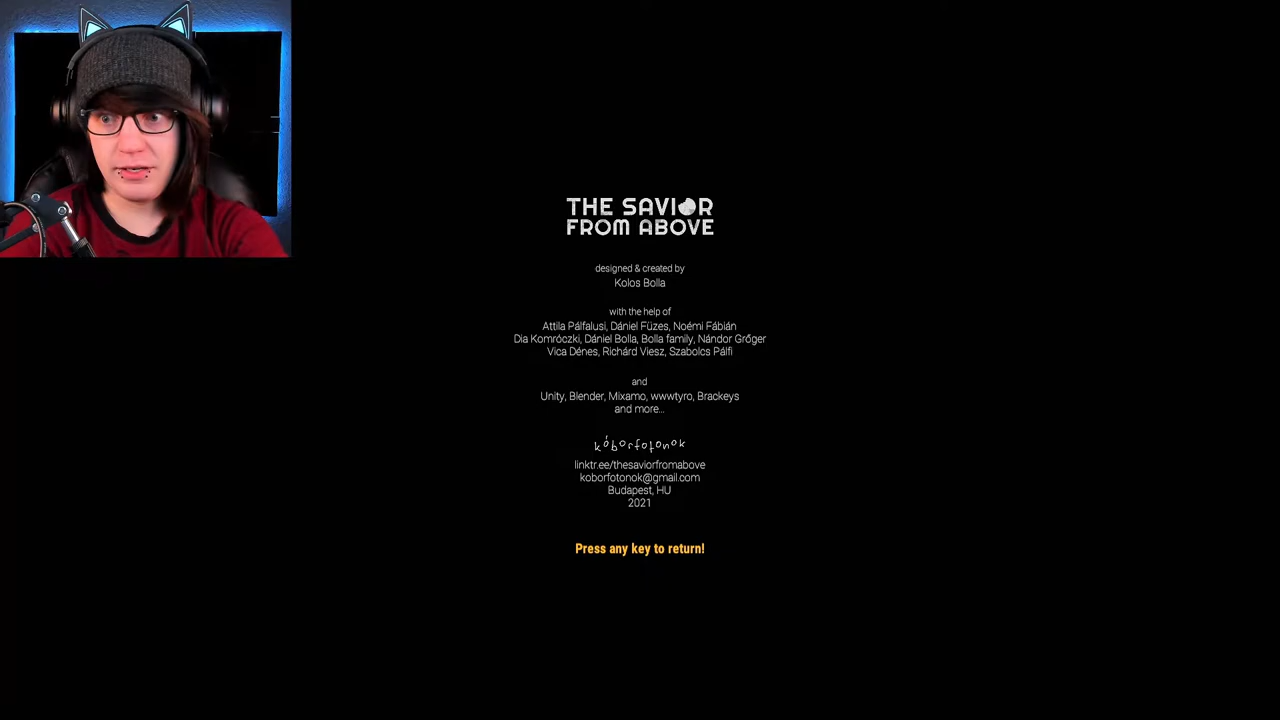 THE SAVIOR
FROM ABOVE
designed & created by
Kolos Bolla
with the help of
Attila Pálfalusi, Dániel Füzes, Noémi Fábián
Dia Komróczki, Dániel Bolla, Bolla family, Nándor Gróger
Vica Dénes, Richárd Viesz, Szabolcs Pálfi
and
Unity, Blender, Mixamo, wwwtyro, Brackeys
and more...
kóborfotonok
linktr.ee/thesaviorfromabove
koborfotonok@gmail.com
Budapest, HU
2021
Press any key to return!